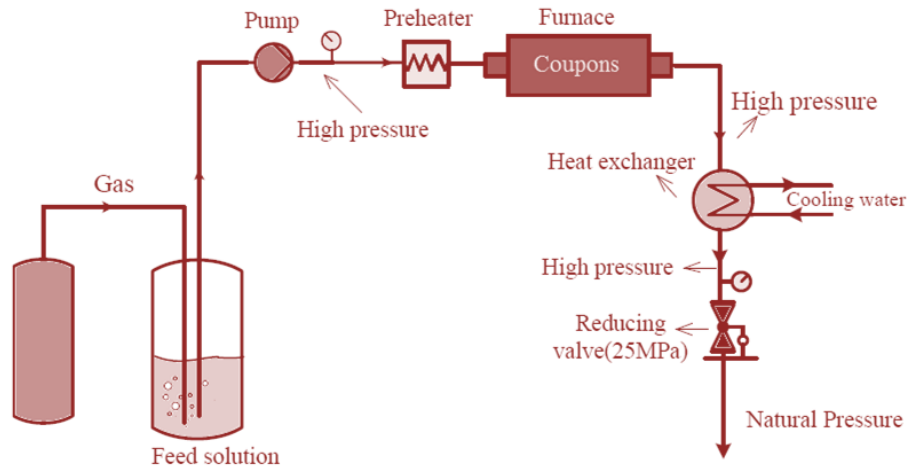 Pump
Preheater
Furnace
Coupons
High pressure
High pressure
Heat exchanger
Gas
Cooling water
High pressure
Reducing
valve(25MPa)
Natural Pressure
Feed solution